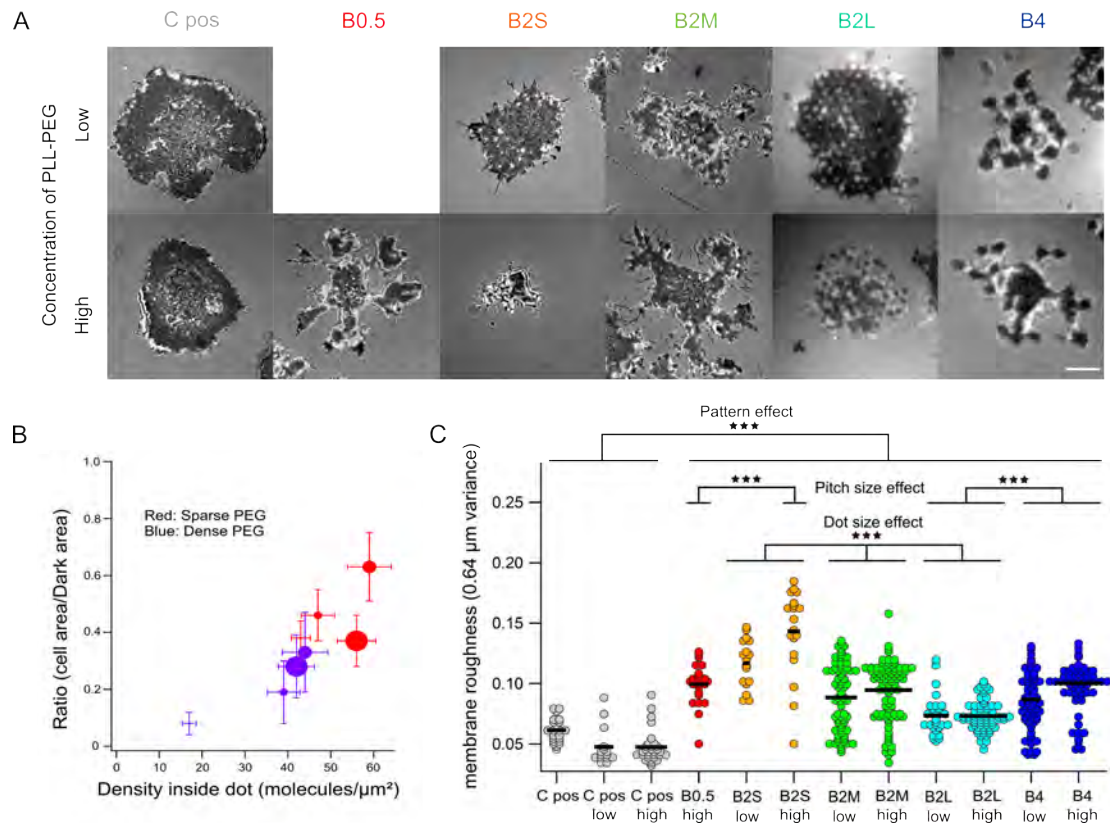 A
C pos B0.5 B2S B2M B2L B4
Concentration of PLL-PEG
Low
High
B
Ratio (cell area/Dark area)
1.0
0.8
0.6
0.4
0.2
0
Red: Sparse PEG
Blue: Dense PEG
0 10 20 30 40 50 60
Density inside dot (molecules/µm²)
C
Pattern effect
★★★
★★★ Pitch size effect ★★★
Dot size effect
★★★
membrane roughness (0.64 µm variance)
0.25
0.20
0.15
0.10
0.05
C pos C pos C pos B0.5 B2S B2S B2M B2M B2L B2L B4 B4
low high high low high low high low high low high